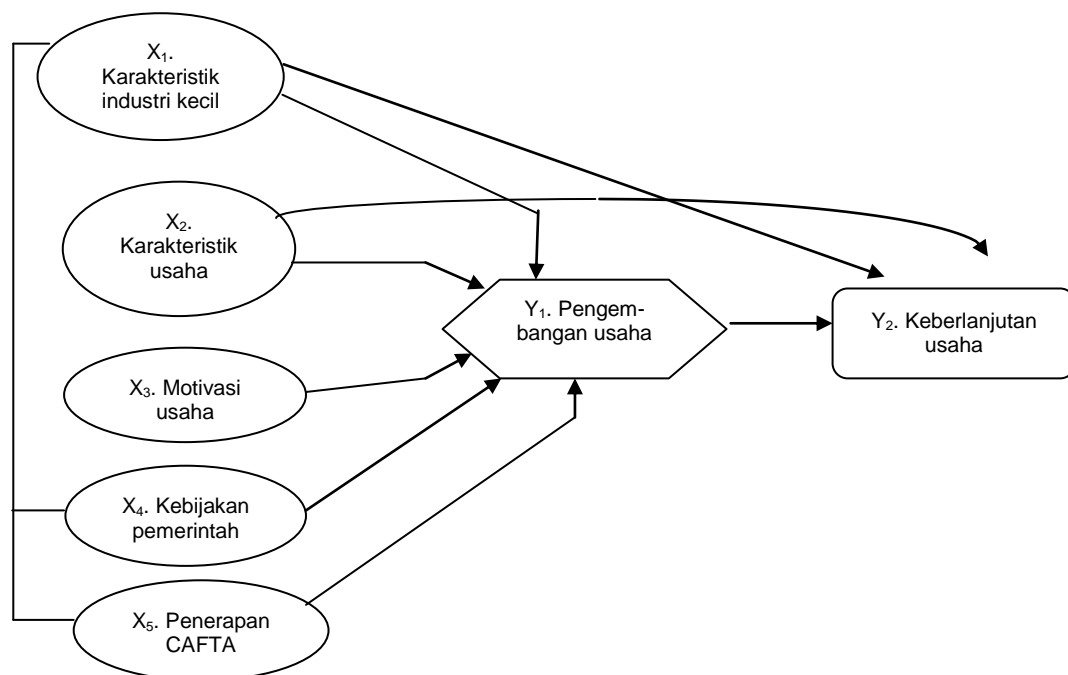 X₁.
Karakteristik
industri kecil
X₂.
Karakteristik
usaha
Y₁. Pengem-
bangan usaha
Y₂. Keberlanjutan
usaha
X₃. Motivasi
usaha
X₄. Kebijakan
pemerintah
X₅. Penerapan
CAFTA